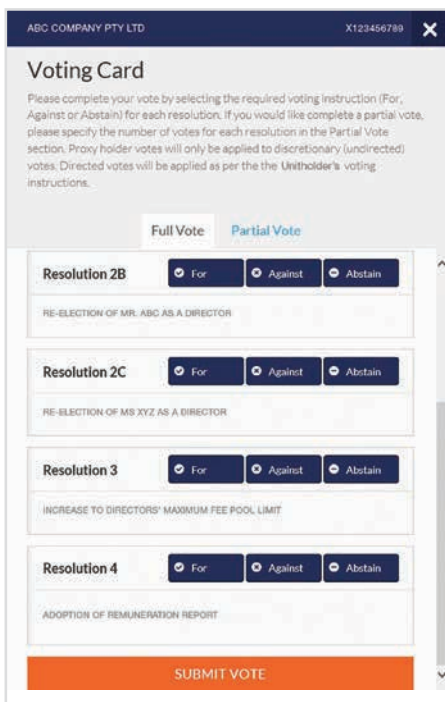 ABC COMPANY PTY LTD X123456789
Voting Card
Please complete your vote by selecting the required voting instruction (For,
Against or Abstain) for each resolution. If you would like complete a partial vote,
please specify the number of votes for each resolution in the Partial Vote
section. Proxy holder votes will only be applied to discretionary (undirected)
votes. Directed votes will be applied as per the the Unitholder's voting
instructions.
Full Vote Partial Vote
Resolution 2B For Against Abstain
RE-ELECTION OF MR. ABC AS A DIRECTOR
Resolution 2C For Against Abstain
RE-ELECTION OF MS XYZ AS A DIRECTOR
Resolution 3 For Against Abstain
INCREASE TO DIRECTORS' MAXIMUM FEE POOL LIMIT
Resolution 4 For Against Abstain
ADOPTION OF REMUNERATION REPORT
SUBMIT VOTE